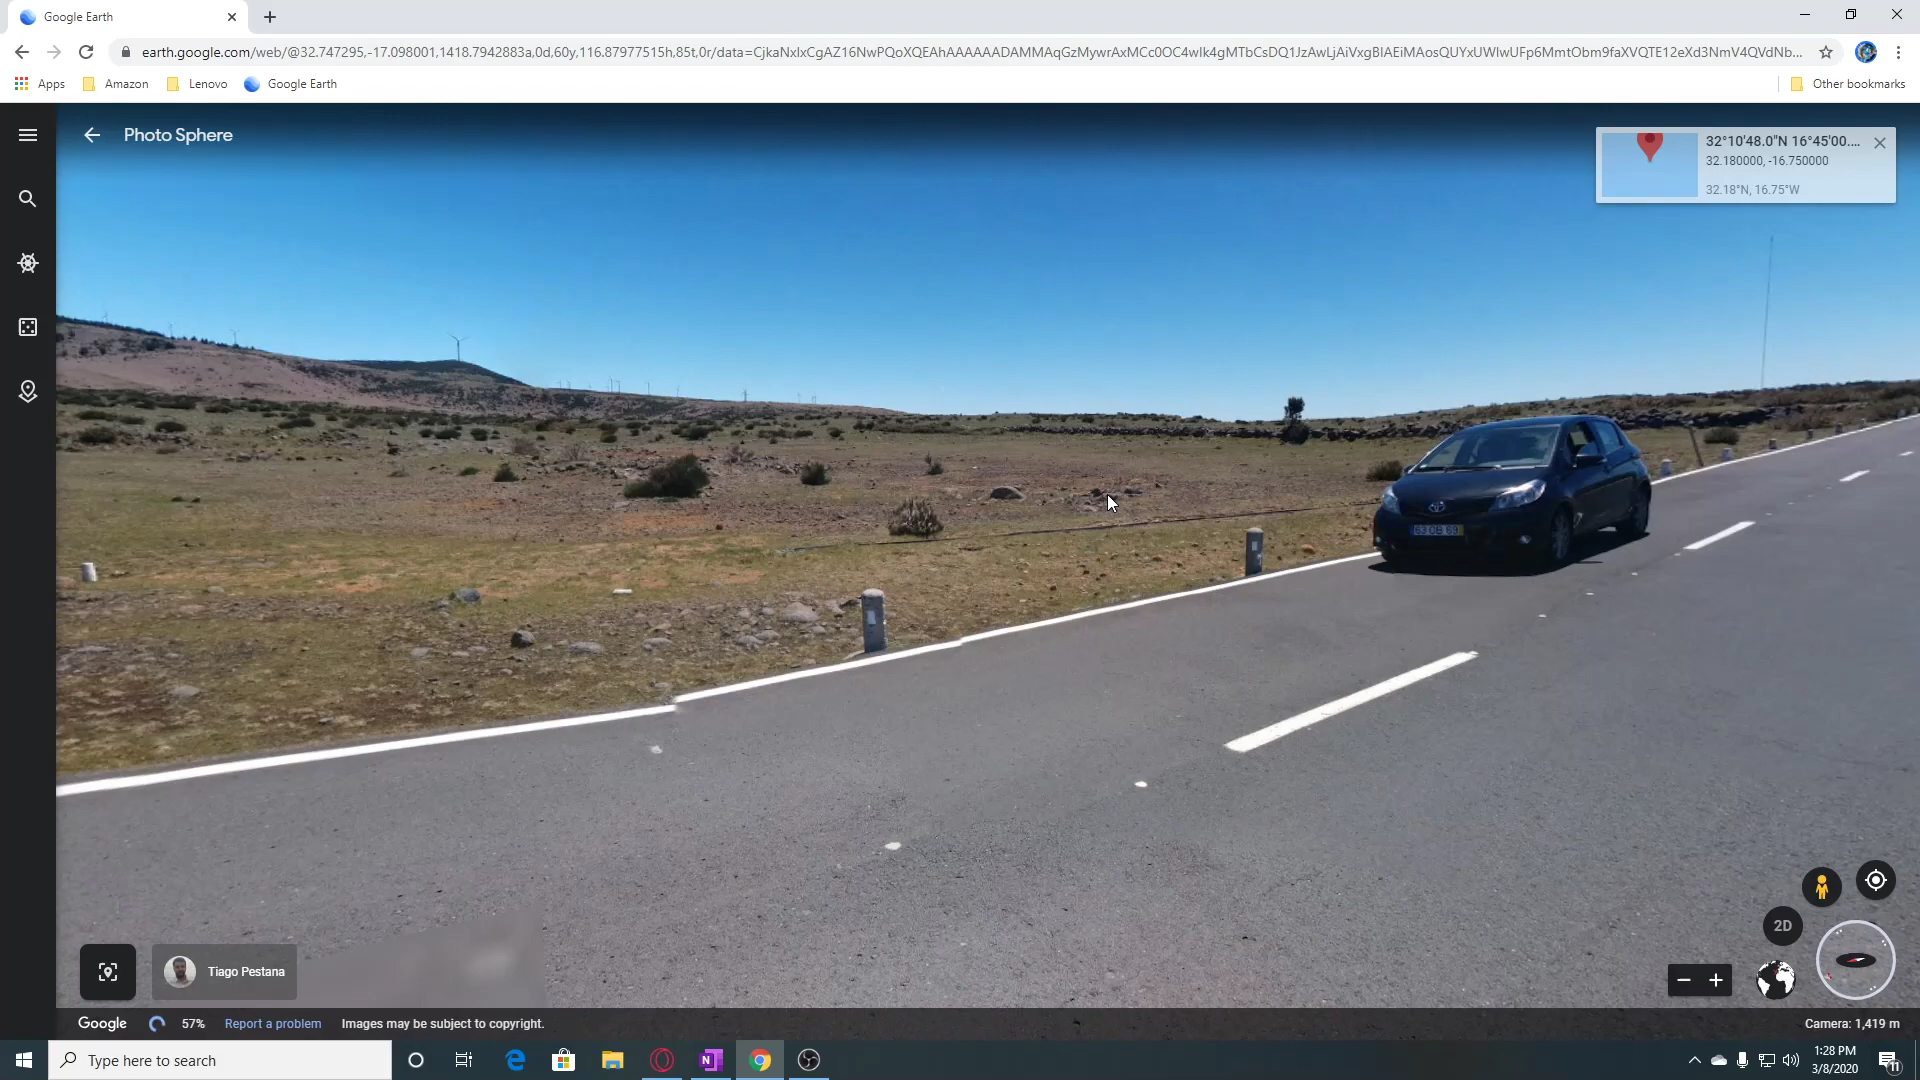 Google Earth
earth.google.com/web/@32.747295,-17.098001,1418.7942883a,0d,60y,116.87977515h,85t,0r/data=CjkaNxIxCgAZ16NwPQoXQEAhAAAAAADAMMAqGzMywrAxMCc0OC4wIk4gMTbCsDQ1JzAwLjAiVxgBIAEiMAosQUYxUWlwUFp6MmtObm9faXVQTE12eXd3NmV4QVdNb...
Apps
Amazon
Lenovo
Google Earth
Other bookmarks
Photo Sphere
32°10'48.0"N 16°45'00....
32.180000, -16.750000
32.18°N, 16.75°W
2D
Tiago Pestana
Google
57%
Report a problem
Images may be subject to copyright.
Camera: 1,419 m
Type here to search
1:28 PM
3/8/2020
11